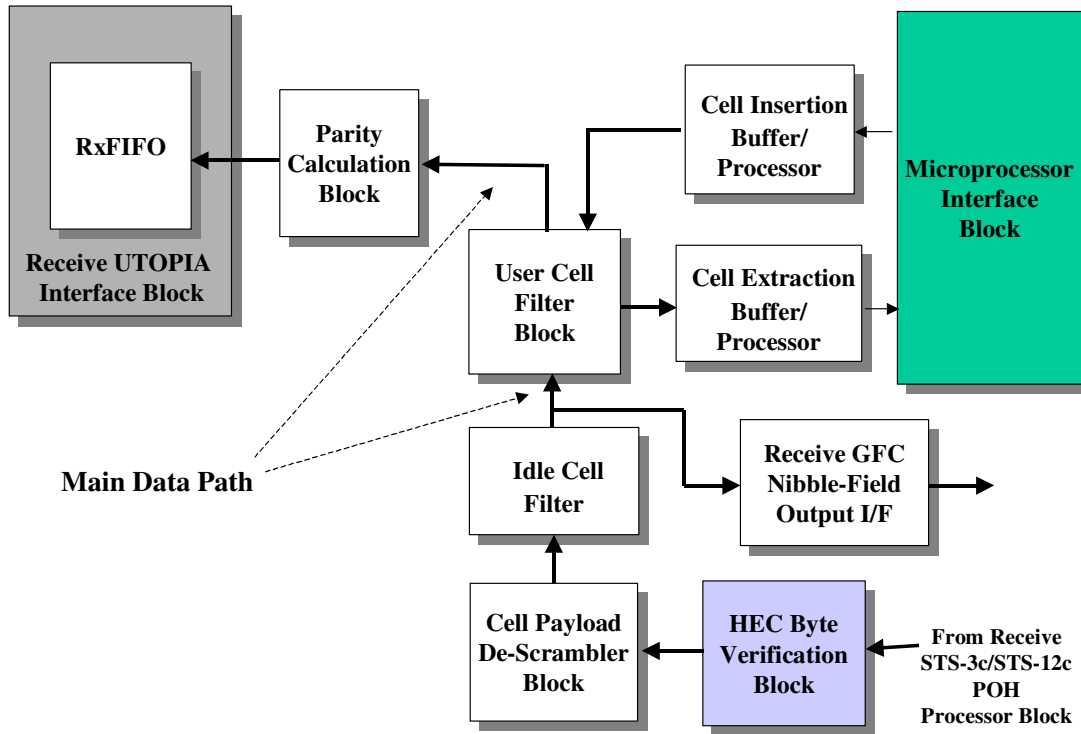 RxFIFO
Receive UTOPIA
Interface Block
Parity
Calculation
Block
Cell Insertion
Buffer/
Processor
Microprocessor
Interface
Block
User Cell
Filter
Block
Cell Extraction
Buffer/
Processor
Main Data Path
Idle Cell
Filter
Receive GFC
Nibble-Field
Output I/F
Cell Payload
De-Scrambler
Block
HEC Byte
Verification
Block
From Receive
STS-3c/STS-12c
POH
Processor Block